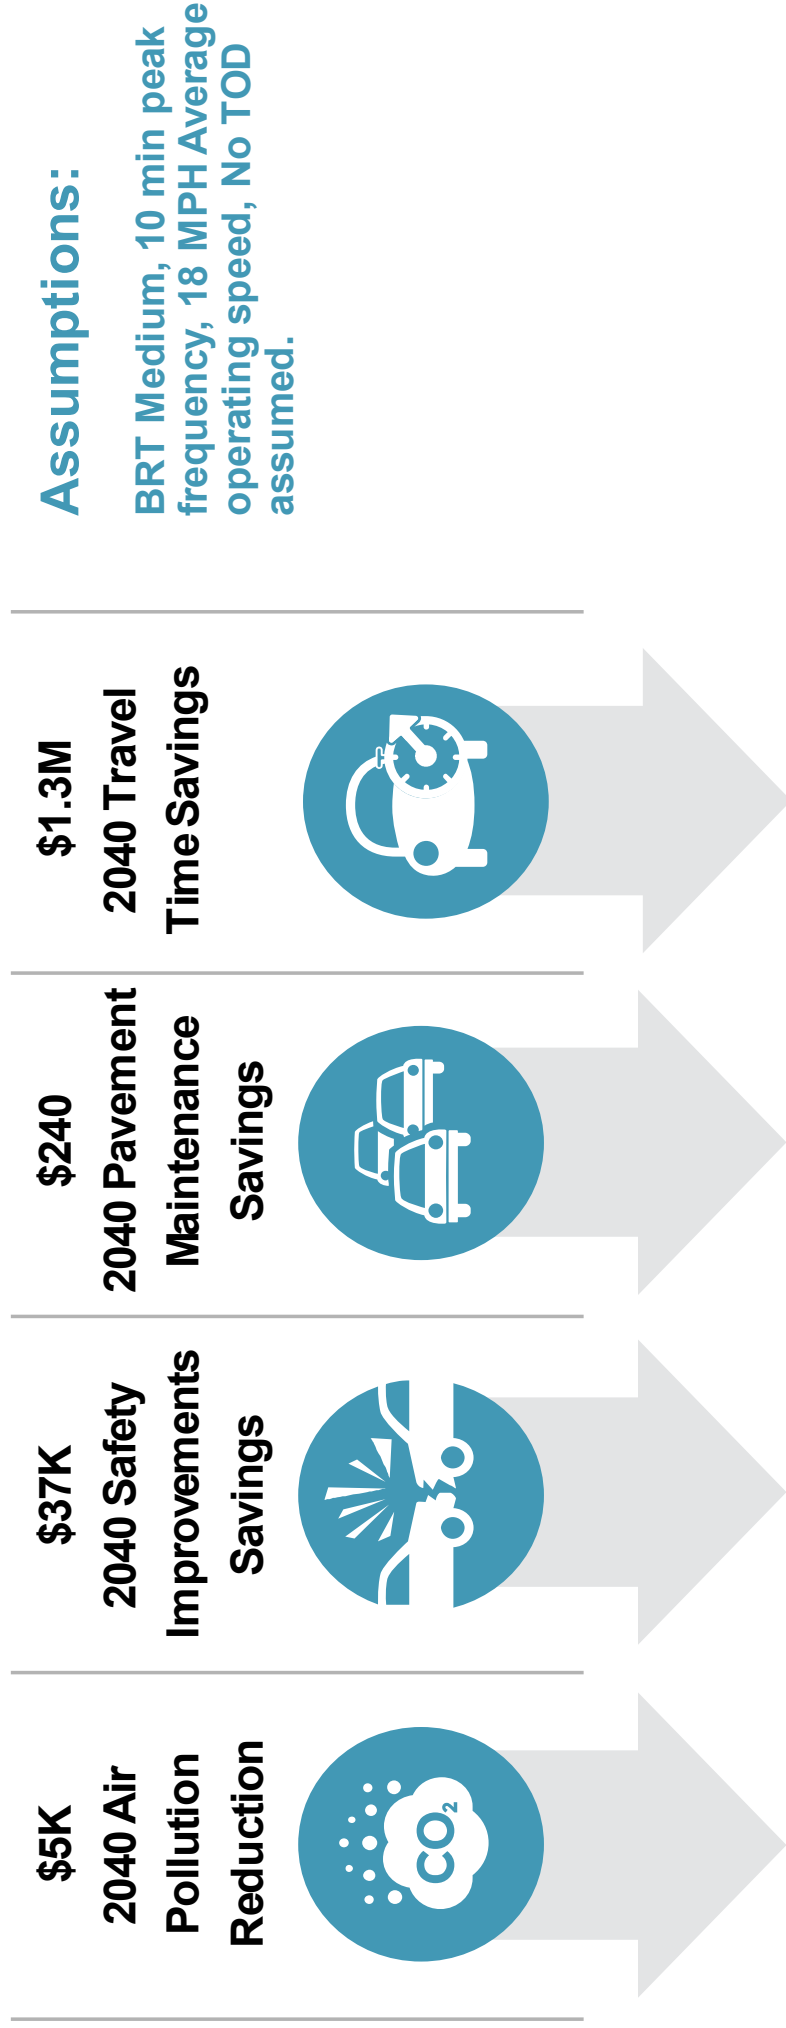 $5K
2040 Air
Pollution
Reduction
CO₂
$37K
2040 Safety
Improvements
Savings
$240
2040 Pavement
Maintenance
Savings
$1.3M
2040 Travel
Time Savings
Assumptions:
BRT Medium, 10 min peak
frequency, 18 MPH Average
operating speed, No TOD
assumed.